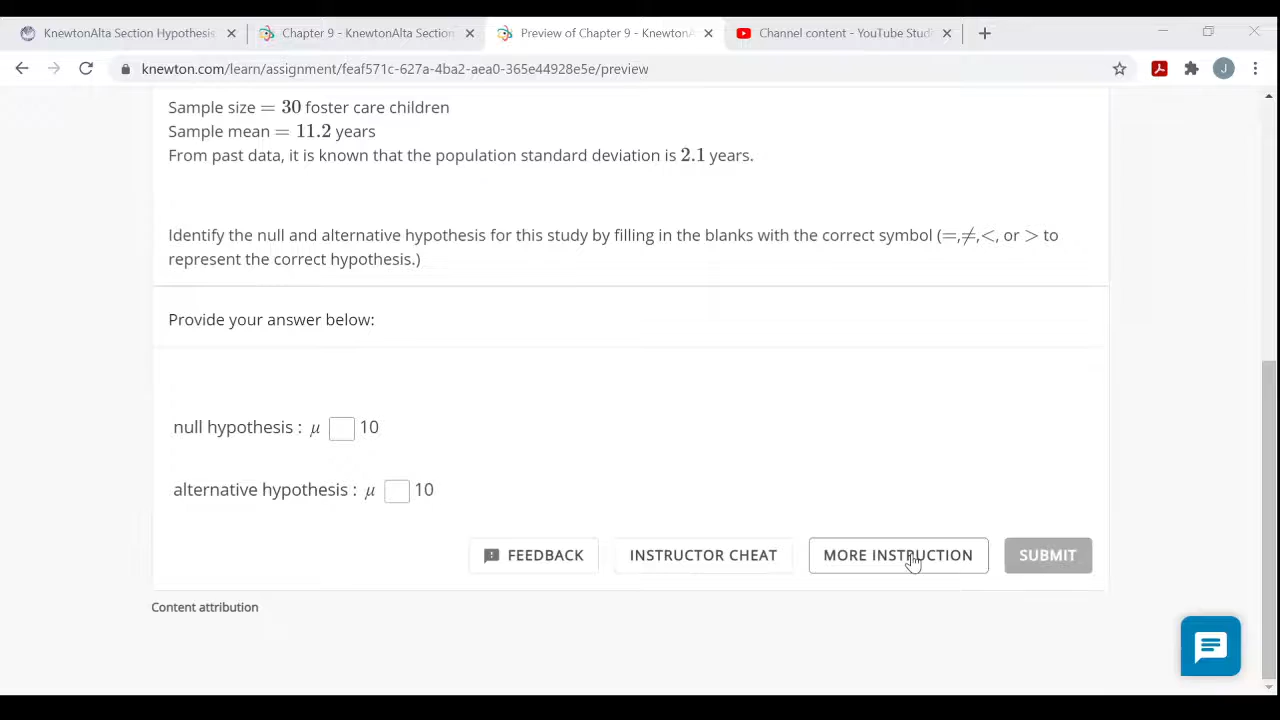 KnewtonAlta Section Hypothesis
Chapter 9 - KnewtonAlta Section
Preview of Chapter 9 - KnewtonA
Channel content - YouTube Stud
knewton.com/learn/assignment/feaf571c-627a-4ba2-aea0-365e44928e5e/preview
J
Sample size = 30 foster care children
Sample mean = 11.2 years
From past data, it is known that the population standard deviation is 2.1 years.
Identify the null and alternative hypothesis for this study by filling in the blanks with the correct symbol (=,≠,<, or > to
represent the correct hypothesis.)
Provide your answer below:
null hypothesis : μ 10
alternative hypothesis : μ 10
FEEDBACK
INSTRUCTOR CHEAT
MORE INSTRUCTION
SUBMIT
Content attribution